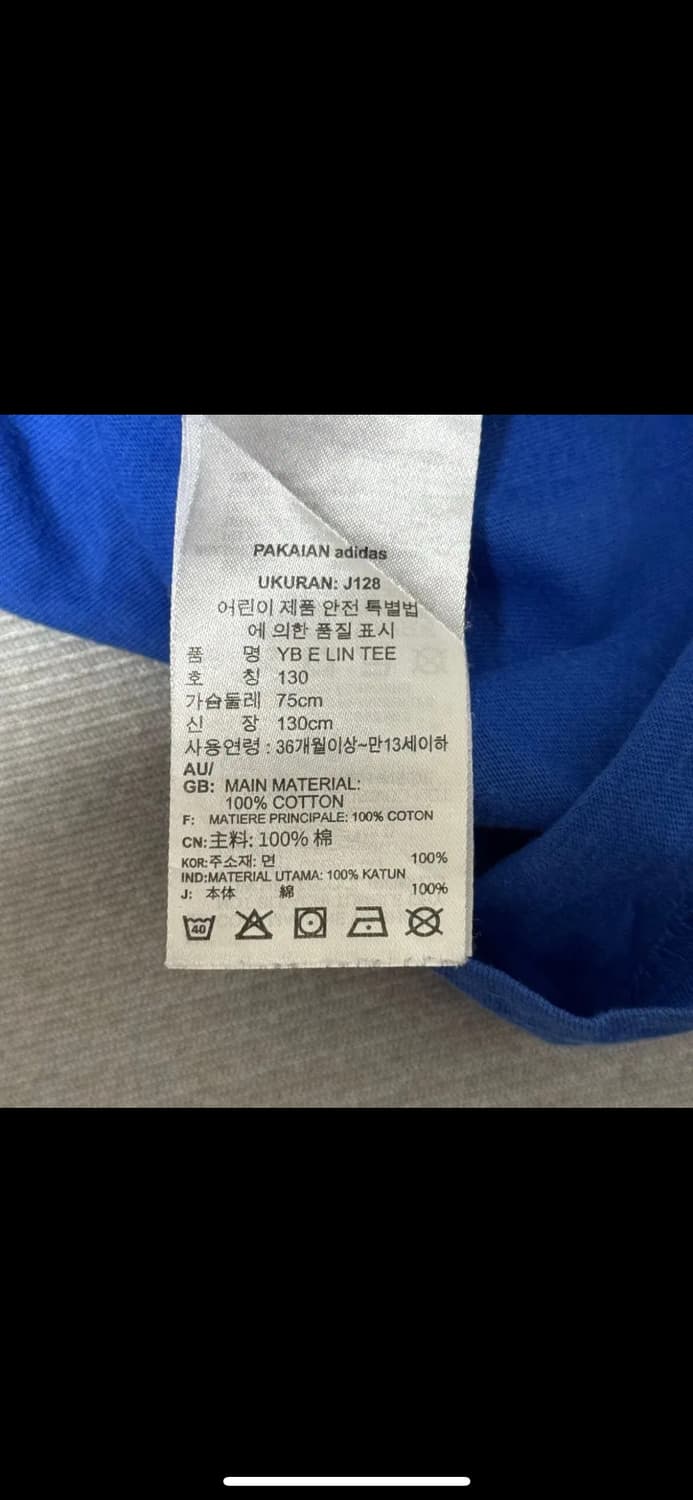 PAKAIAN adidas
UKURAN: J128
어린이 제품 안전 특별법
에 의한 품질 표시
품 명 YB E LIN TEE
호 칭 130
가슴둘레 75cm
신 장 130cm
사용연령 : 36개월이상~만13세이하
AU/
GB: MAIN MATERIAL:
100% COTTON
F: MATIERE PRINCIPALE: 100% COTON
CN: 主料: 100% 棉
KOR: 주소재: 면 100%
IND: MATERIAL UTAMA: 100% KATUN
J: 本体 綿 100%
40